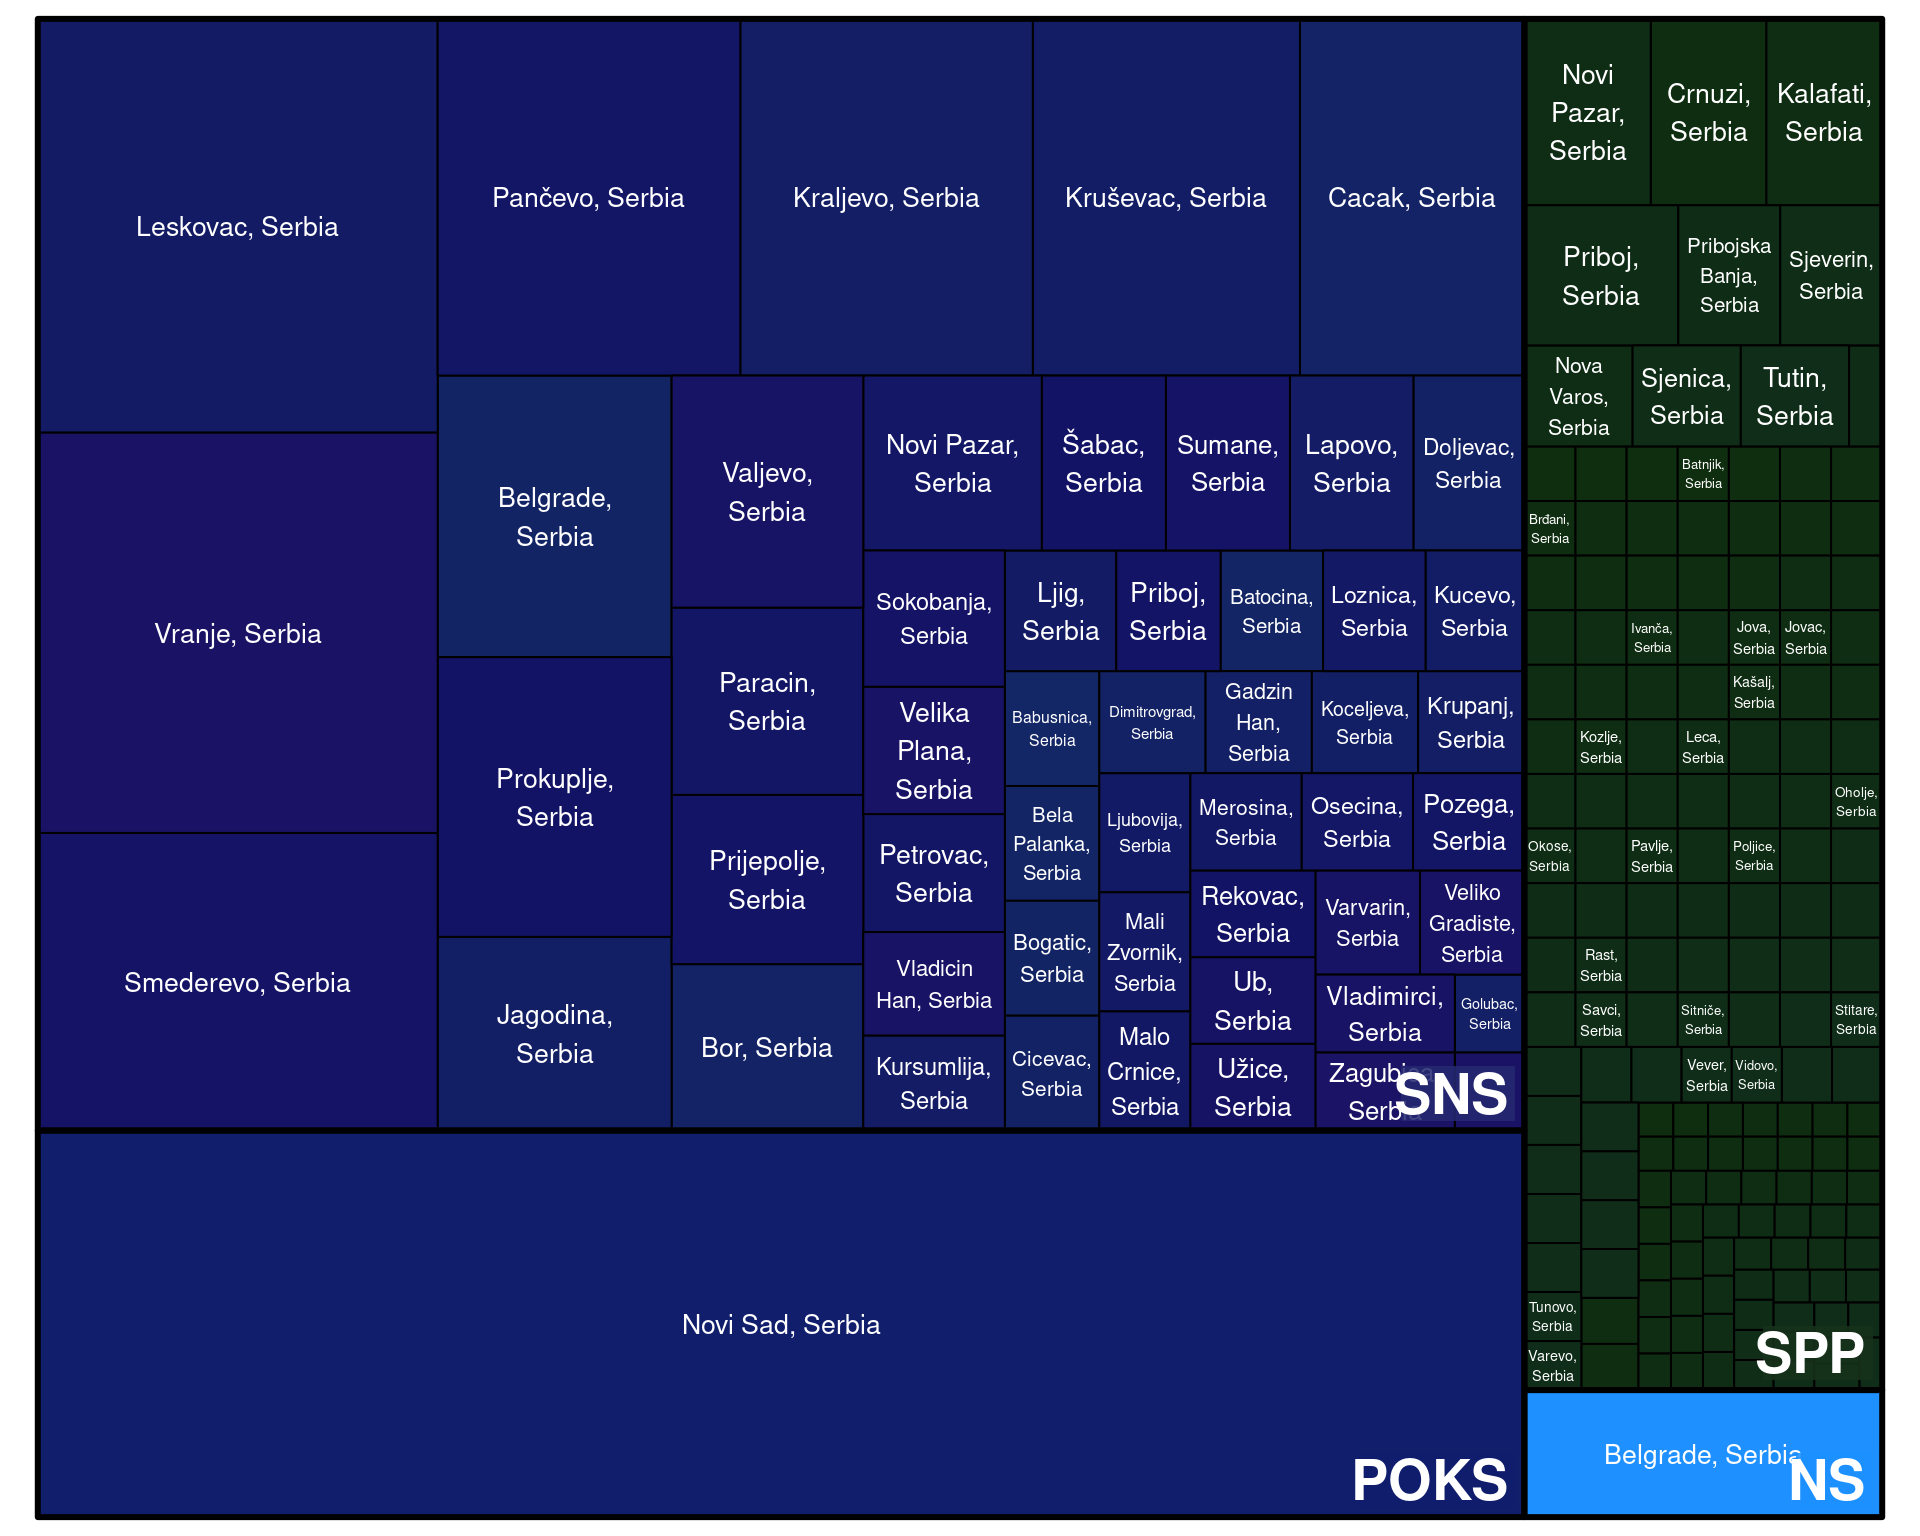 Leskovac, Serbia
Vranje, Serbia
Smederevo, Serbia
Pančevo, Serbia
Kraljevo, Serbia
Kruševac, Serbia
Cacak, Serbia
Belgrade,
Serbia
Prokuplje,
Serbia
Jagodina,
Serbia
Valjevo,
Serbia
Paracin,
Serbia
Prijepolje,
Serbia
Bor, Serbia
Novi Pazar,
Serbia
Šabac,
Serbia
Sumane,
Serbia
Lapovo,
Serbia
Doljevac,
Serbia
Sokobanja,
Serbia
Velika
Plana,
Serbia
Petrovac,
Serbia
Vladicin
Han, Serbia
Kursumlija,
Serbia
Ljig,
Serbia
Priboj,
Serbia
Batocina,
Serbia
Loznica,
Serbia
Kucevo,
Serbia
Babusnica,
Serbia
Bela
Palanka,
Serbia
Bogatic,
Serbia
Cicevac,
Serbia
Dimitrovgrad,
Serbia
Gadzin
Han,
Serbia
Koceljeva,
Serbia
Krupanj,
Serbia
Ljubovija,
Serbia
Mali
Zvornik,
Serbia
Malo
Crnice,
Serbia
Merosina,
Serbia
Osecina,
Serbia
Pozega,
Serbia
Rekovac,
Serbia
Ub,
Serbia
Užice,
Serbia
Varvarin,
Serbia
Veliko
Gradiste,
Serbia
Vladimirci,
Serbia
Golubac,
Serbia
Zagubica,
Serbia
SNS
Novi Sad, Serbia
POKS
Novi
Pazar,
Serbia
Crnuzi,
Serbia
Kalafati,
Serbia
Priboj,
Serbia
Pribojska
Banja,
Serbia
Sjeverin,
Serbia
Nova
Varos,
Serbia
Sjenica,
Serbia
Tutin,
Serbia
Batnjik,
Serbia
Brđani,
Serbia
Ivanča,
Serbia
Jova,
Serbia
Jovac,
Serbia
Kašalj,
Serbia
Kozlje,
Serbia
Leca,
Serbia
Oholje,
Serbia
Okose,
Serbia
Pavlje,
Serbia
Poljice,
Serbia
Rast,
Serbia
Savci,
Serbia
Sitniče,
Serbia
Stitare,
Serbia
Vever,
Serbia
Vidovo,
Serbia
Tunovo,
Serbia
Varevo,
Serbia
SPP
Belgrade, Serbia
NS